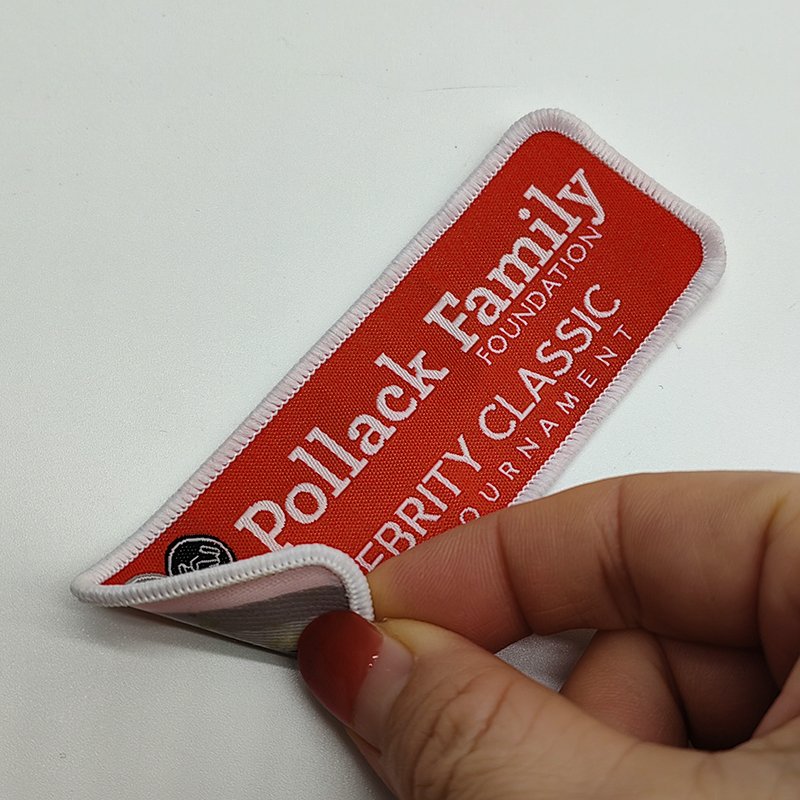 Pollack Family
FOUNDATION
EBRITY CLASSIC
OURNAMENT